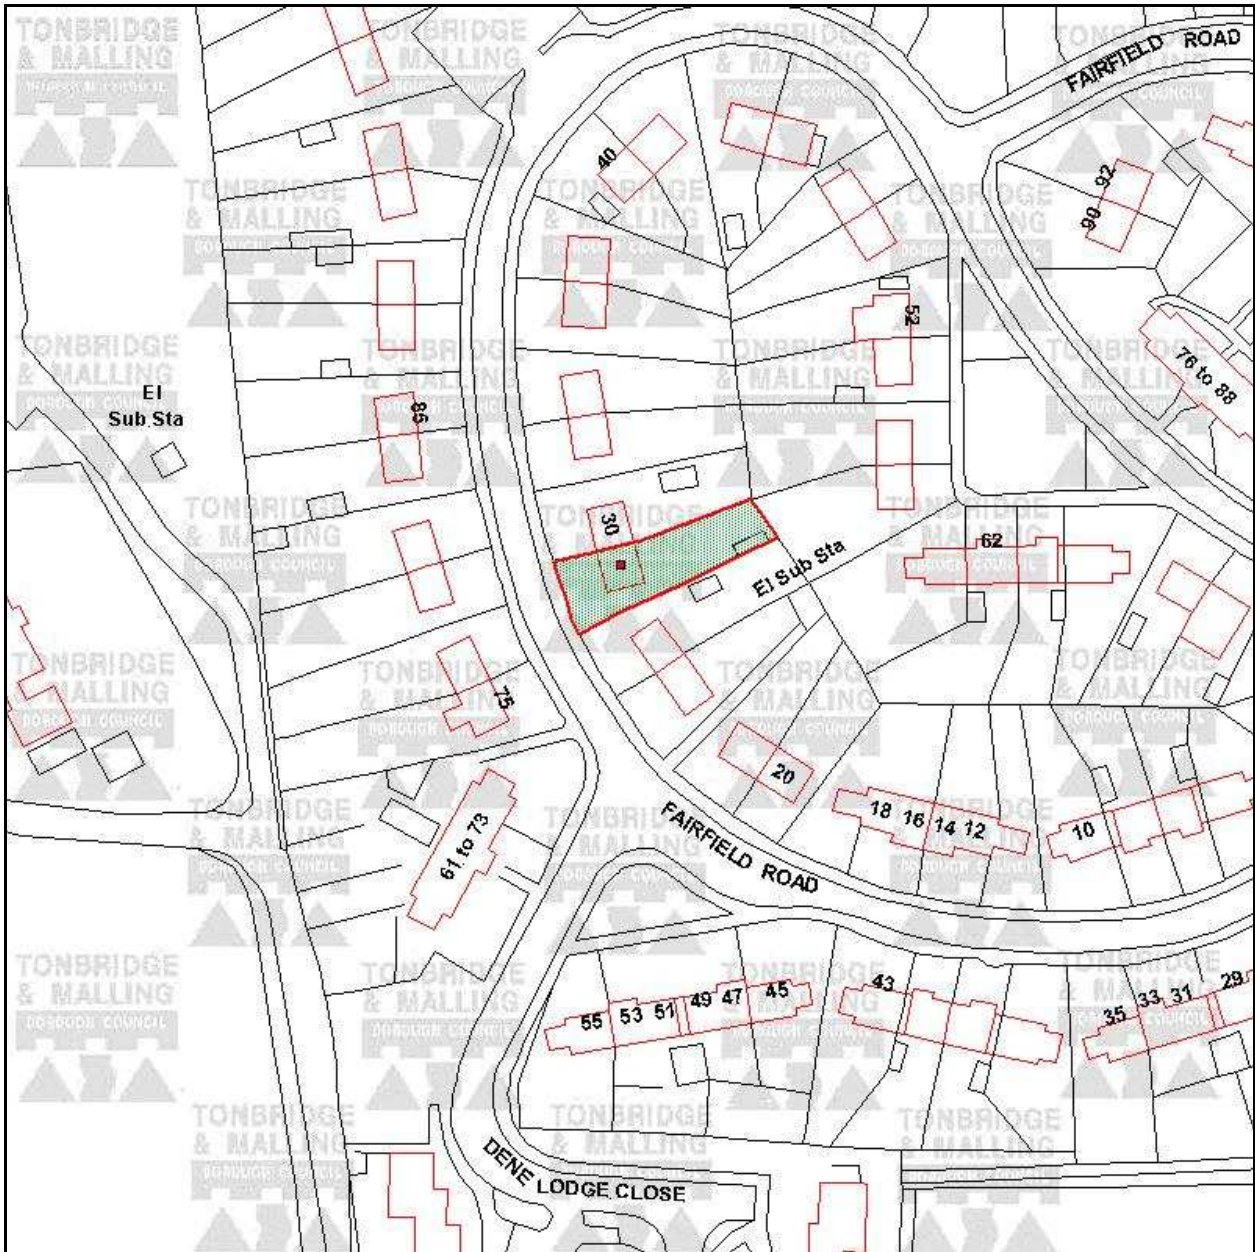 TONBRIDGE
& MALLING
BOROUGH COUNCIL
FAIRFIELD ROAD
40
92
90
52
76 to 88
El
Sub Sta
85
30
62
El Sub Sta
75
20
18 16 14 12
10
61 to 73
FAIRFIELD ROAD
43
55 53 51 49 47 45
35 33 31 29
DENE LODGE CLOSE